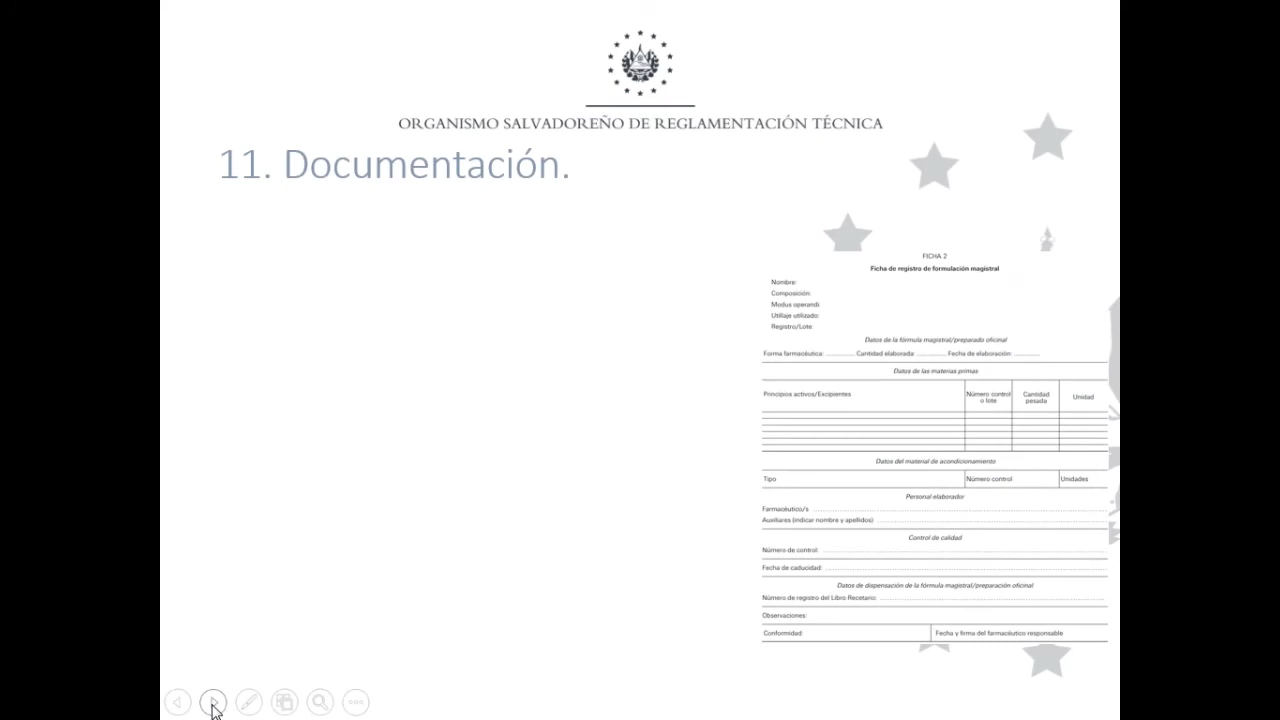 ORGANISMO SALVADOREÑO DE REGLAMENTACIÓN TÉCNICA
11. Documentación.
FICHA 2
Ficha de registro de formulación magistral
Nombre:
Composición:
Modus operandi:
Utillaje utilizado:
Registro/Lote:
Datos de la fórmula magistral/preparado oficinal
Forma farmacéutica: ............ Cantidad elaborada: ............ Fecha de elaboración: ..........
Datos de las materias primas
Principios activos/Excipientes Número control o lote Cantidad pesada Unidad
Datos del material de acondicionamiento
Tipo Número control Unidades
Personal elaborador
Farmacéutico/s
Auxiliares (indicar nombre y apellidos)
Control de calidad
Número de control:
Fecha de caducidad:
Datos de dispensación de la fórmula magistral/preparación oficinal
Número de registro del Libro Recetario:
Observaciones:
Conformidad: Fecha y firma del farmacéutico responsable